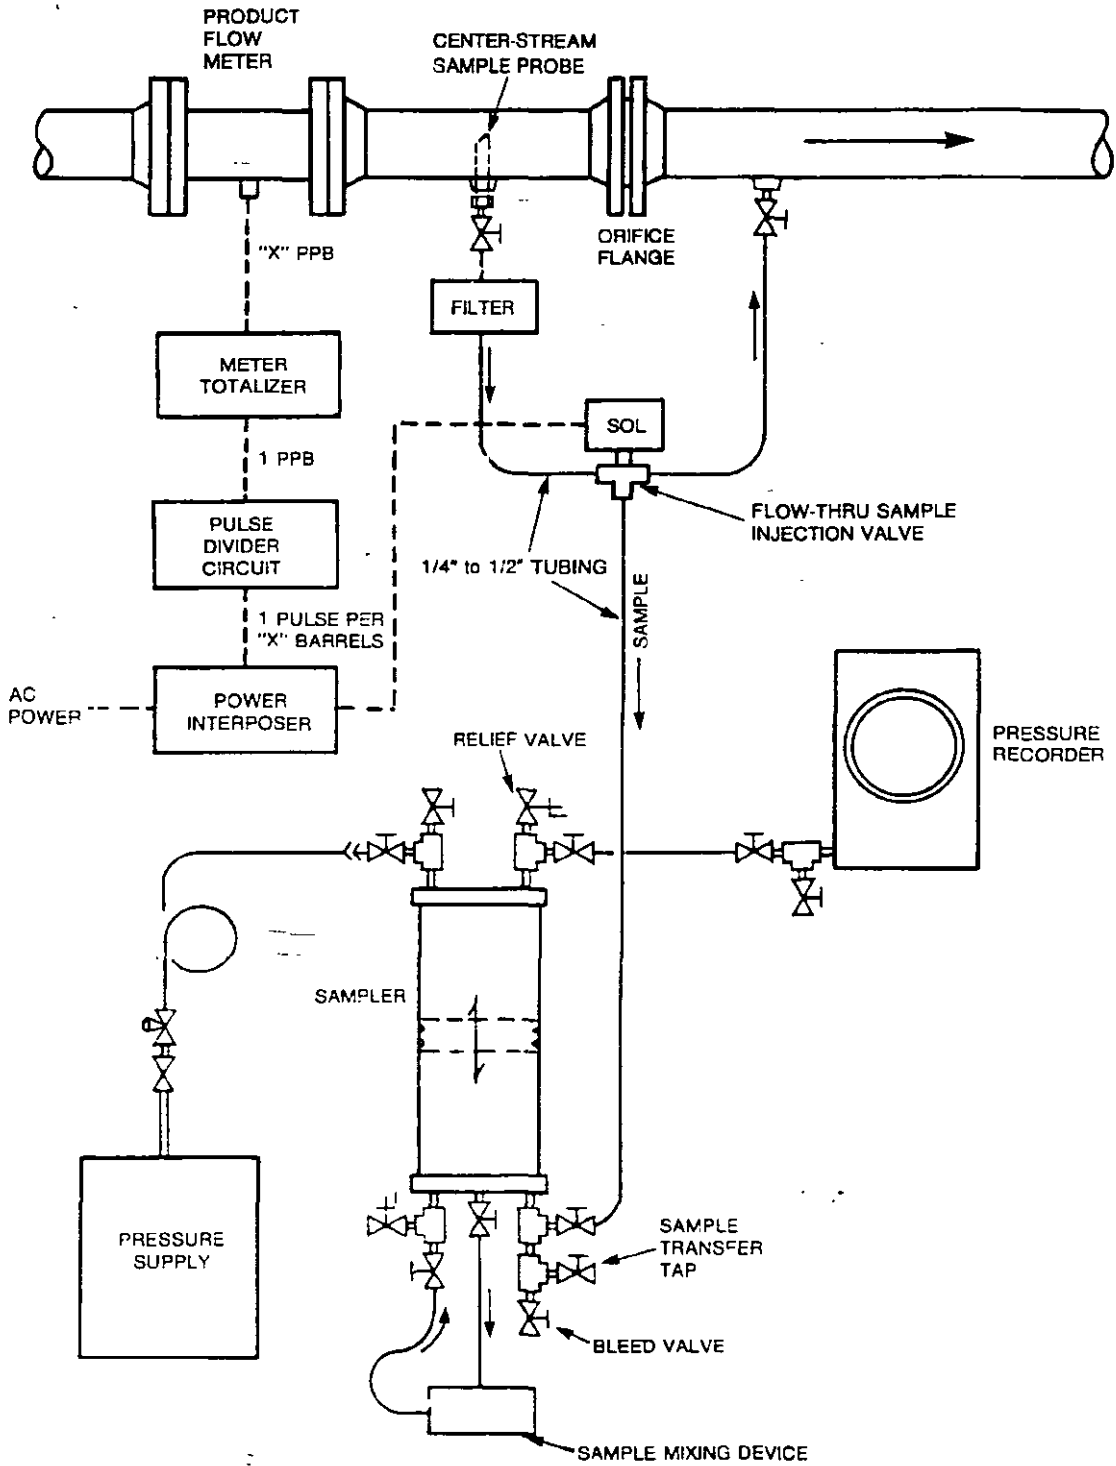 PRODUCT
FLOW
METER
CENTER-STREAM
SAMPLE PROBE
"X" PPB
ORIFICE
FLANGE
FILTER
METER
TOTALIZER
SOL
1 PPB
FLOW-THRU SAMPLE
INJECTION VALVE
PULSE
DIVIDER
CIRCUIT
1/4" to 1/2" TUBING
SAMPLE
1 PULSE PER
"X" BARRELS
AC
POWER
POWER
INTERPOSER
RELIEF VALVE
PRESSURE
RECORDER
SAMPLER
PRESSURE
SUPPLY
SAMPLE
TRANSFER
TAP
BLEED VALVE
SAMPLE MIXING DEVICE